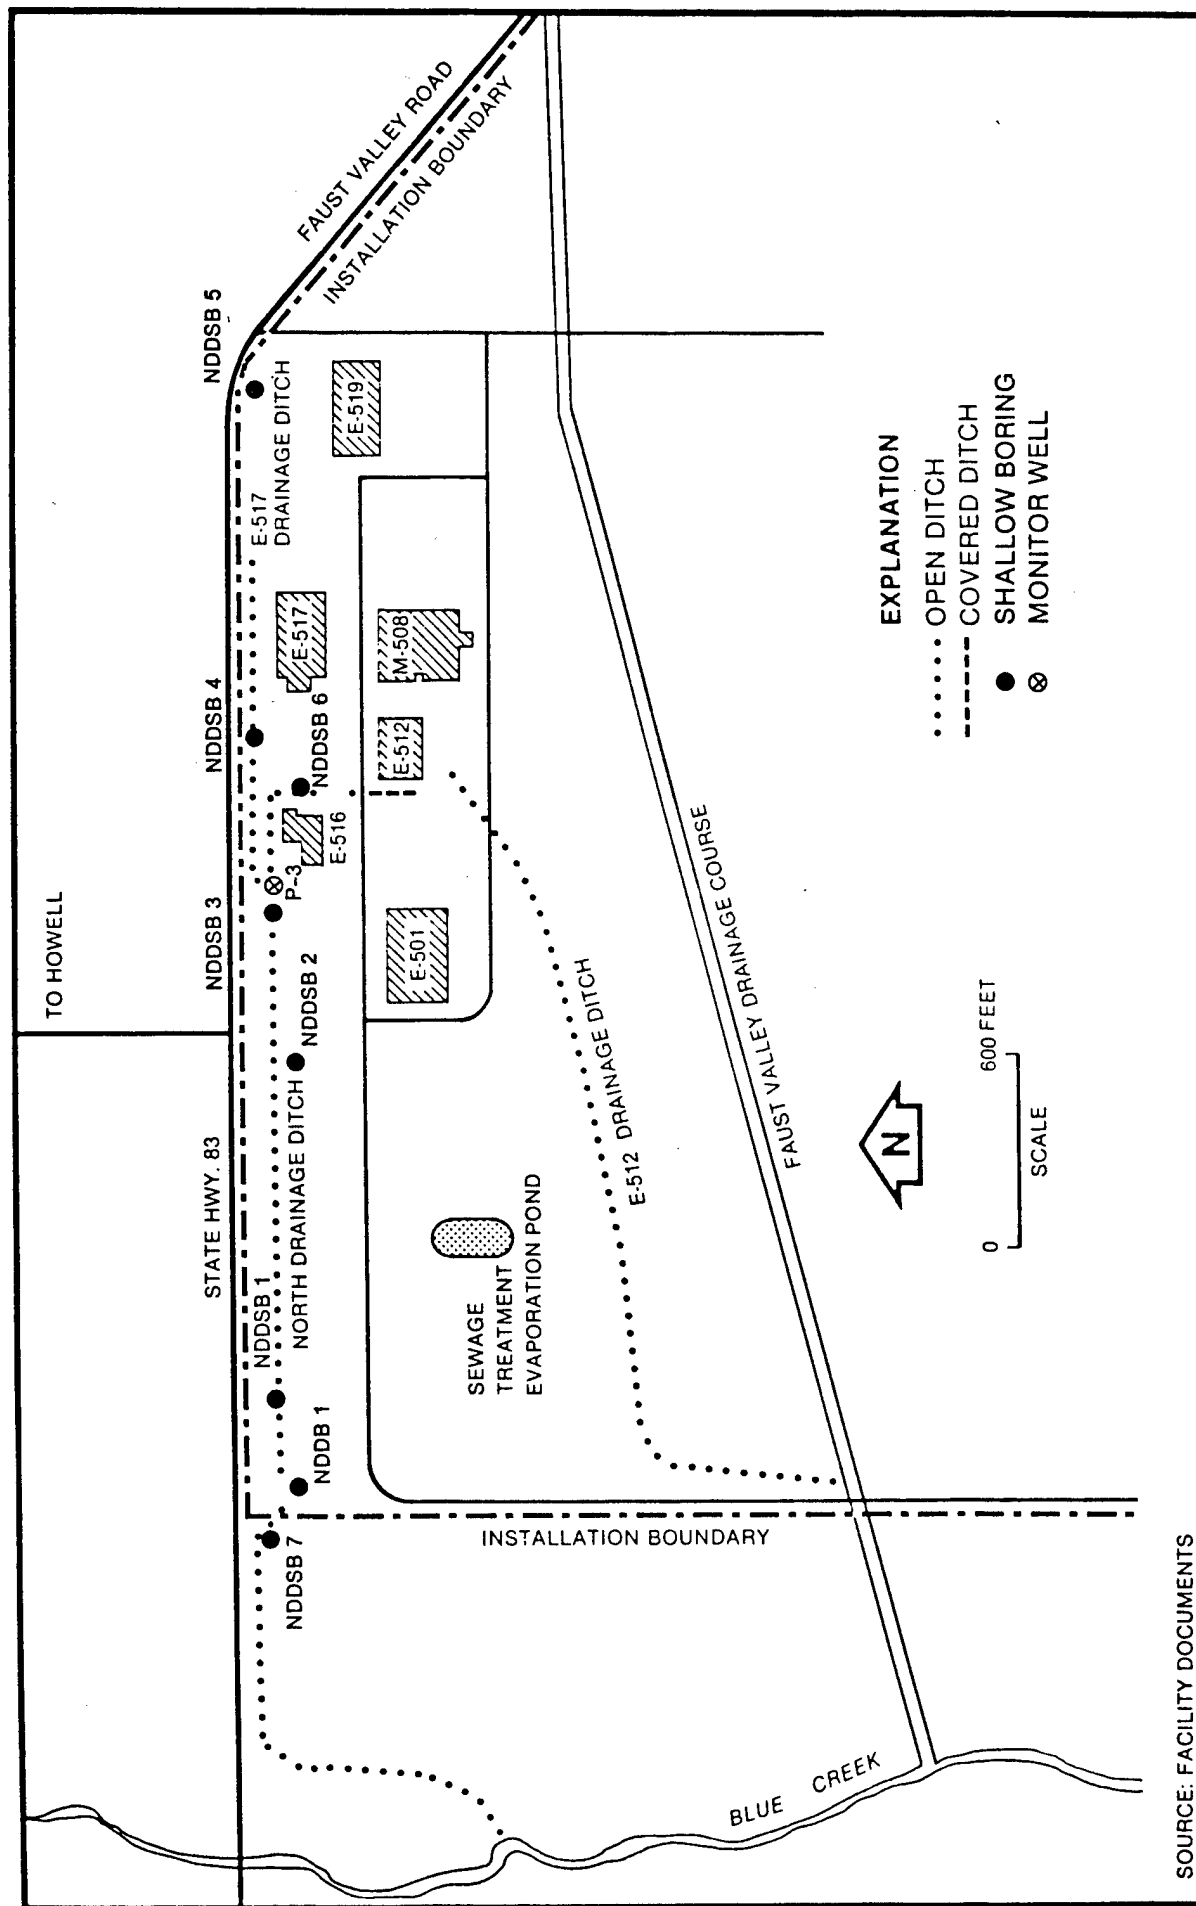 TO HOWELL
STATE HWY. 83
FAUST VALLEY ROAD
INSTALLATION BOUNDARY
NDDSB 7
NDDB 1
NDDSB 1
NORTH DRAINAGE DITCH
NDDSB 2
NDDSB 3
P-3
NDDSB 4
NDDSB 6
NDDSB 5
E-517
DRAINAGE DITCH
E-516
E-517
E-519
E-501
E-512
M-508
SEWAGE
TREATMENT
EVAPORATION POND
E-512 DRAINAGE DITCH
FAUST VALLEY DRAINAGE COURSE
INSTALLATION BOUNDARY
BLUE CREEK
N
0
600 FEET
SCALE
EXPLANATION
OPEN DITCH
COVERED DITCH
SHALLOW BORING
MONITOR WELL
SOURCE: FACILITY DOCUMENTS